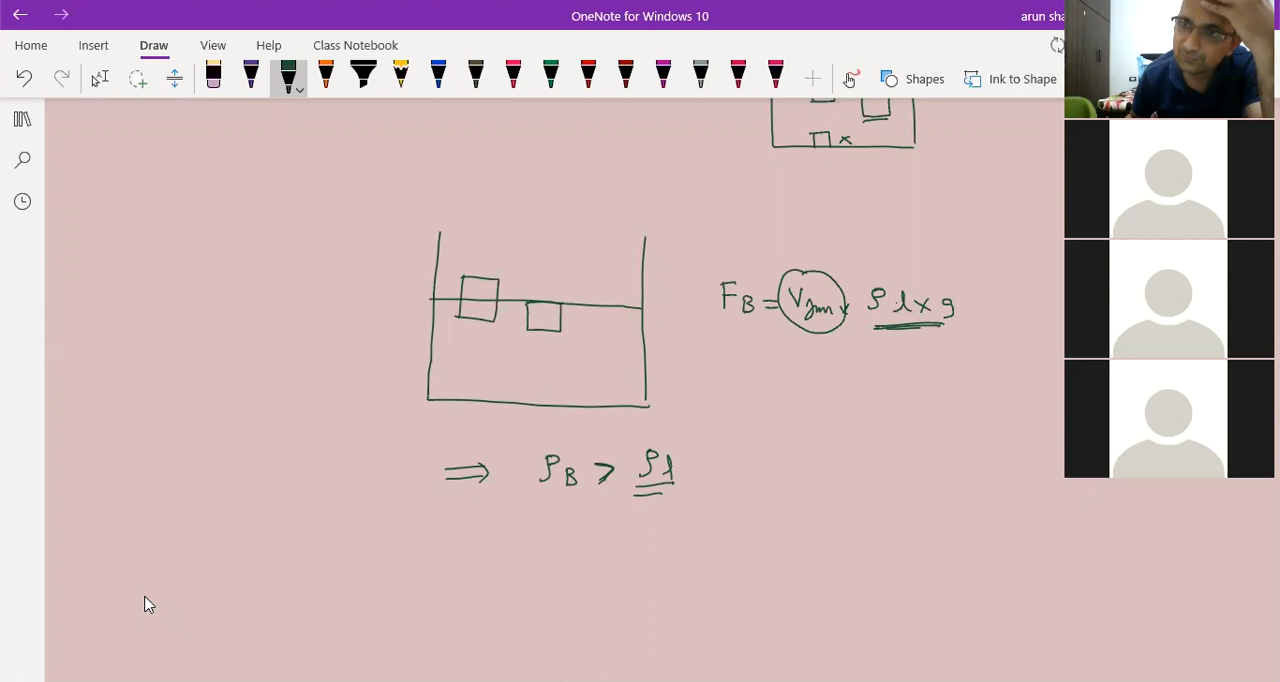 OneNote for Windows 10
arun sha
Home Insert Draw View Help Class Notebook
Shapes Ink to Shape
x
F_B = V_imm x ρ_l x g
⇒ ρ_B > ρ_l